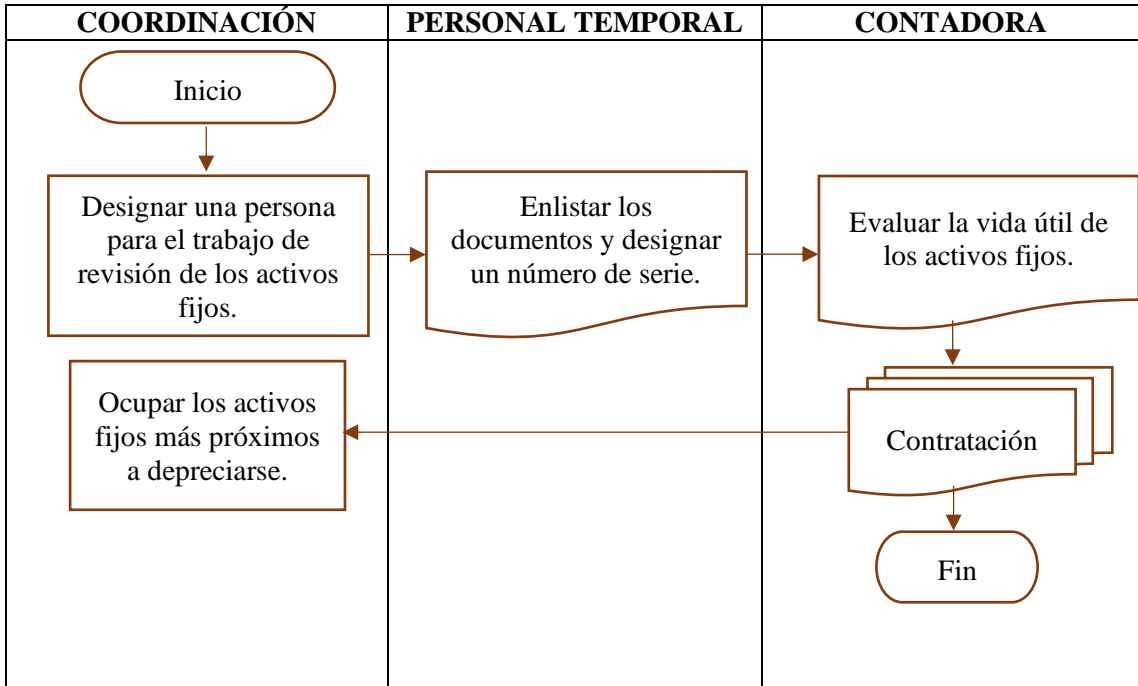 COORDINACIÓN
PERSONAL TEMPORAL
CONTADORA
Inicio
Designar una persona
para el trabajo de
revisión de los activos
fijos.
Enlistar los
documentos y designar
un número de serie.
Evaluar la vida útil de
los activos fijos.
Contratación
Ocupar los activos
fijos más próximos
a depreciarse.
Fin